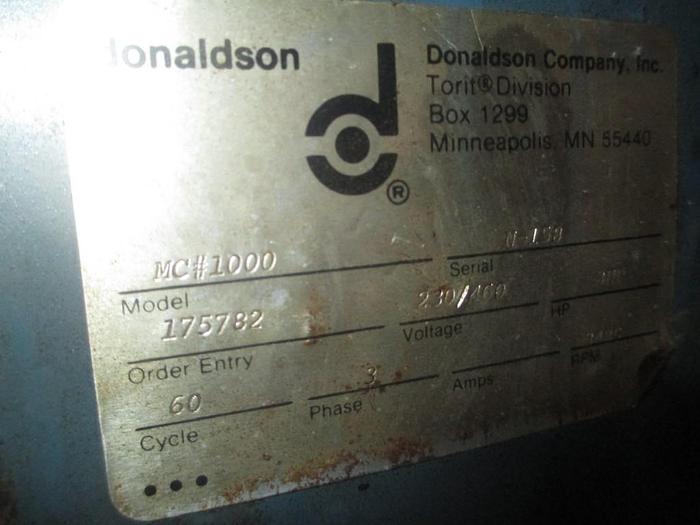 Donaldson
Donaldson Company, Inc.
Torit® Division
Box 1299
Minneapolis, MN 55440
®
MC#1000
Model
Serial
175782
Order Entry
230/460
Voltage
HP
60
Cycle
3
Phase
Amps
RPM